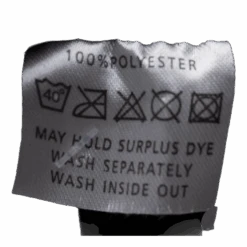 100% POLYESTER
40°
MAY HOLD SURPLUS DYE
WASH SEPARATELY
WASH INSIDE OUT